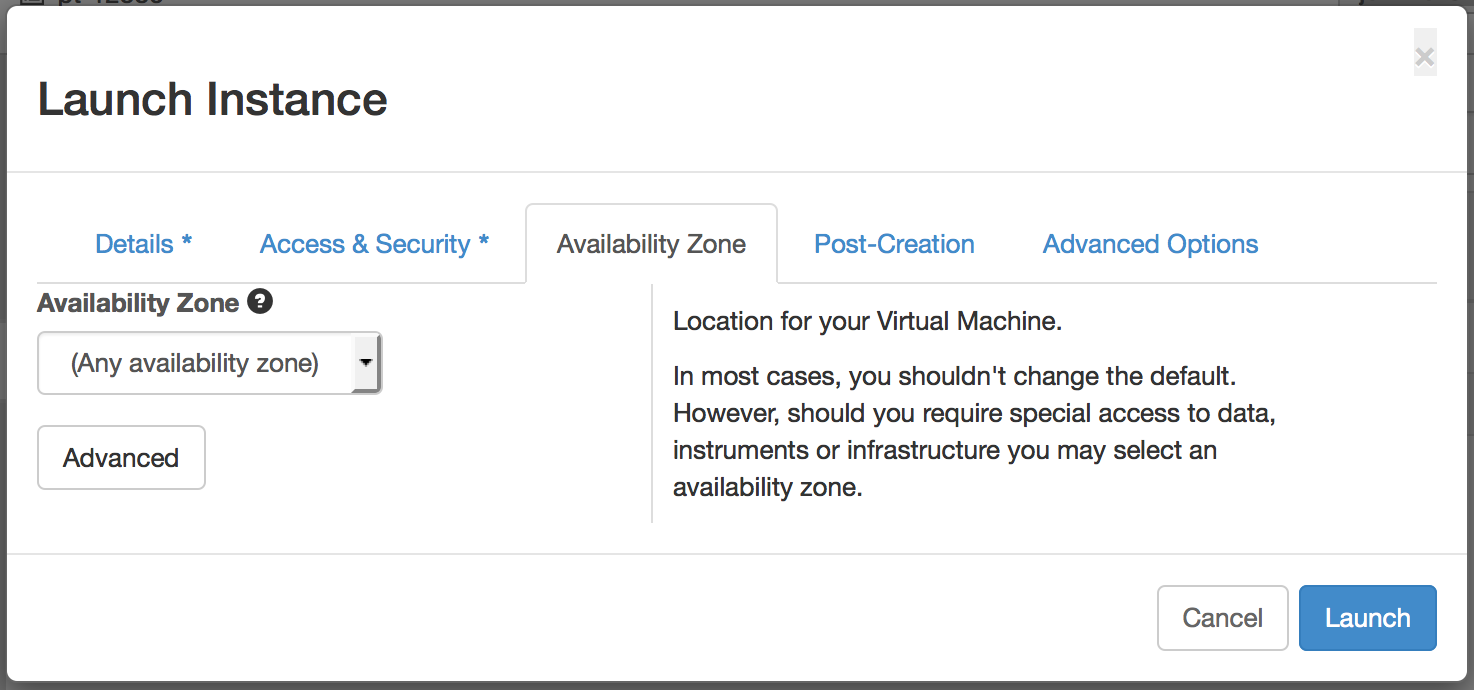 Launch Instance
×
Details *
Access & Security *
Availability Zone
Post-Creation
Advanced Options
Availability Zone ?
(Any availability zone)
Advanced
Location for your Virtual Machine.
In most cases, you shouldn't change the default.
However, should you require special access to data,
instruments or infrastructure you may select an
availability zone.
Cancel
Launch